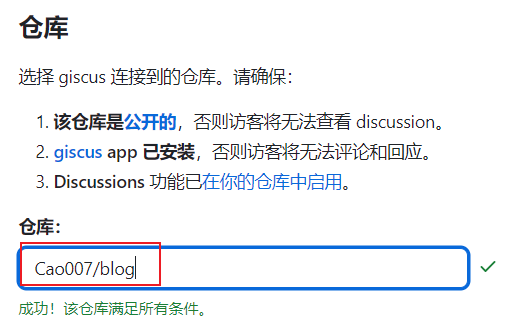 仓库
选择 giscus 连接到的仓库。请确保：
1. 该仓库是公开的，否则访客将无法查看 discussion。
2. giscus app 已安装，否则访客将无法评论和回应。
3. Discussions 功能已在你的仓库中启用。
仓库：
Cao007/blog
成功！该仓库满足所有条件。